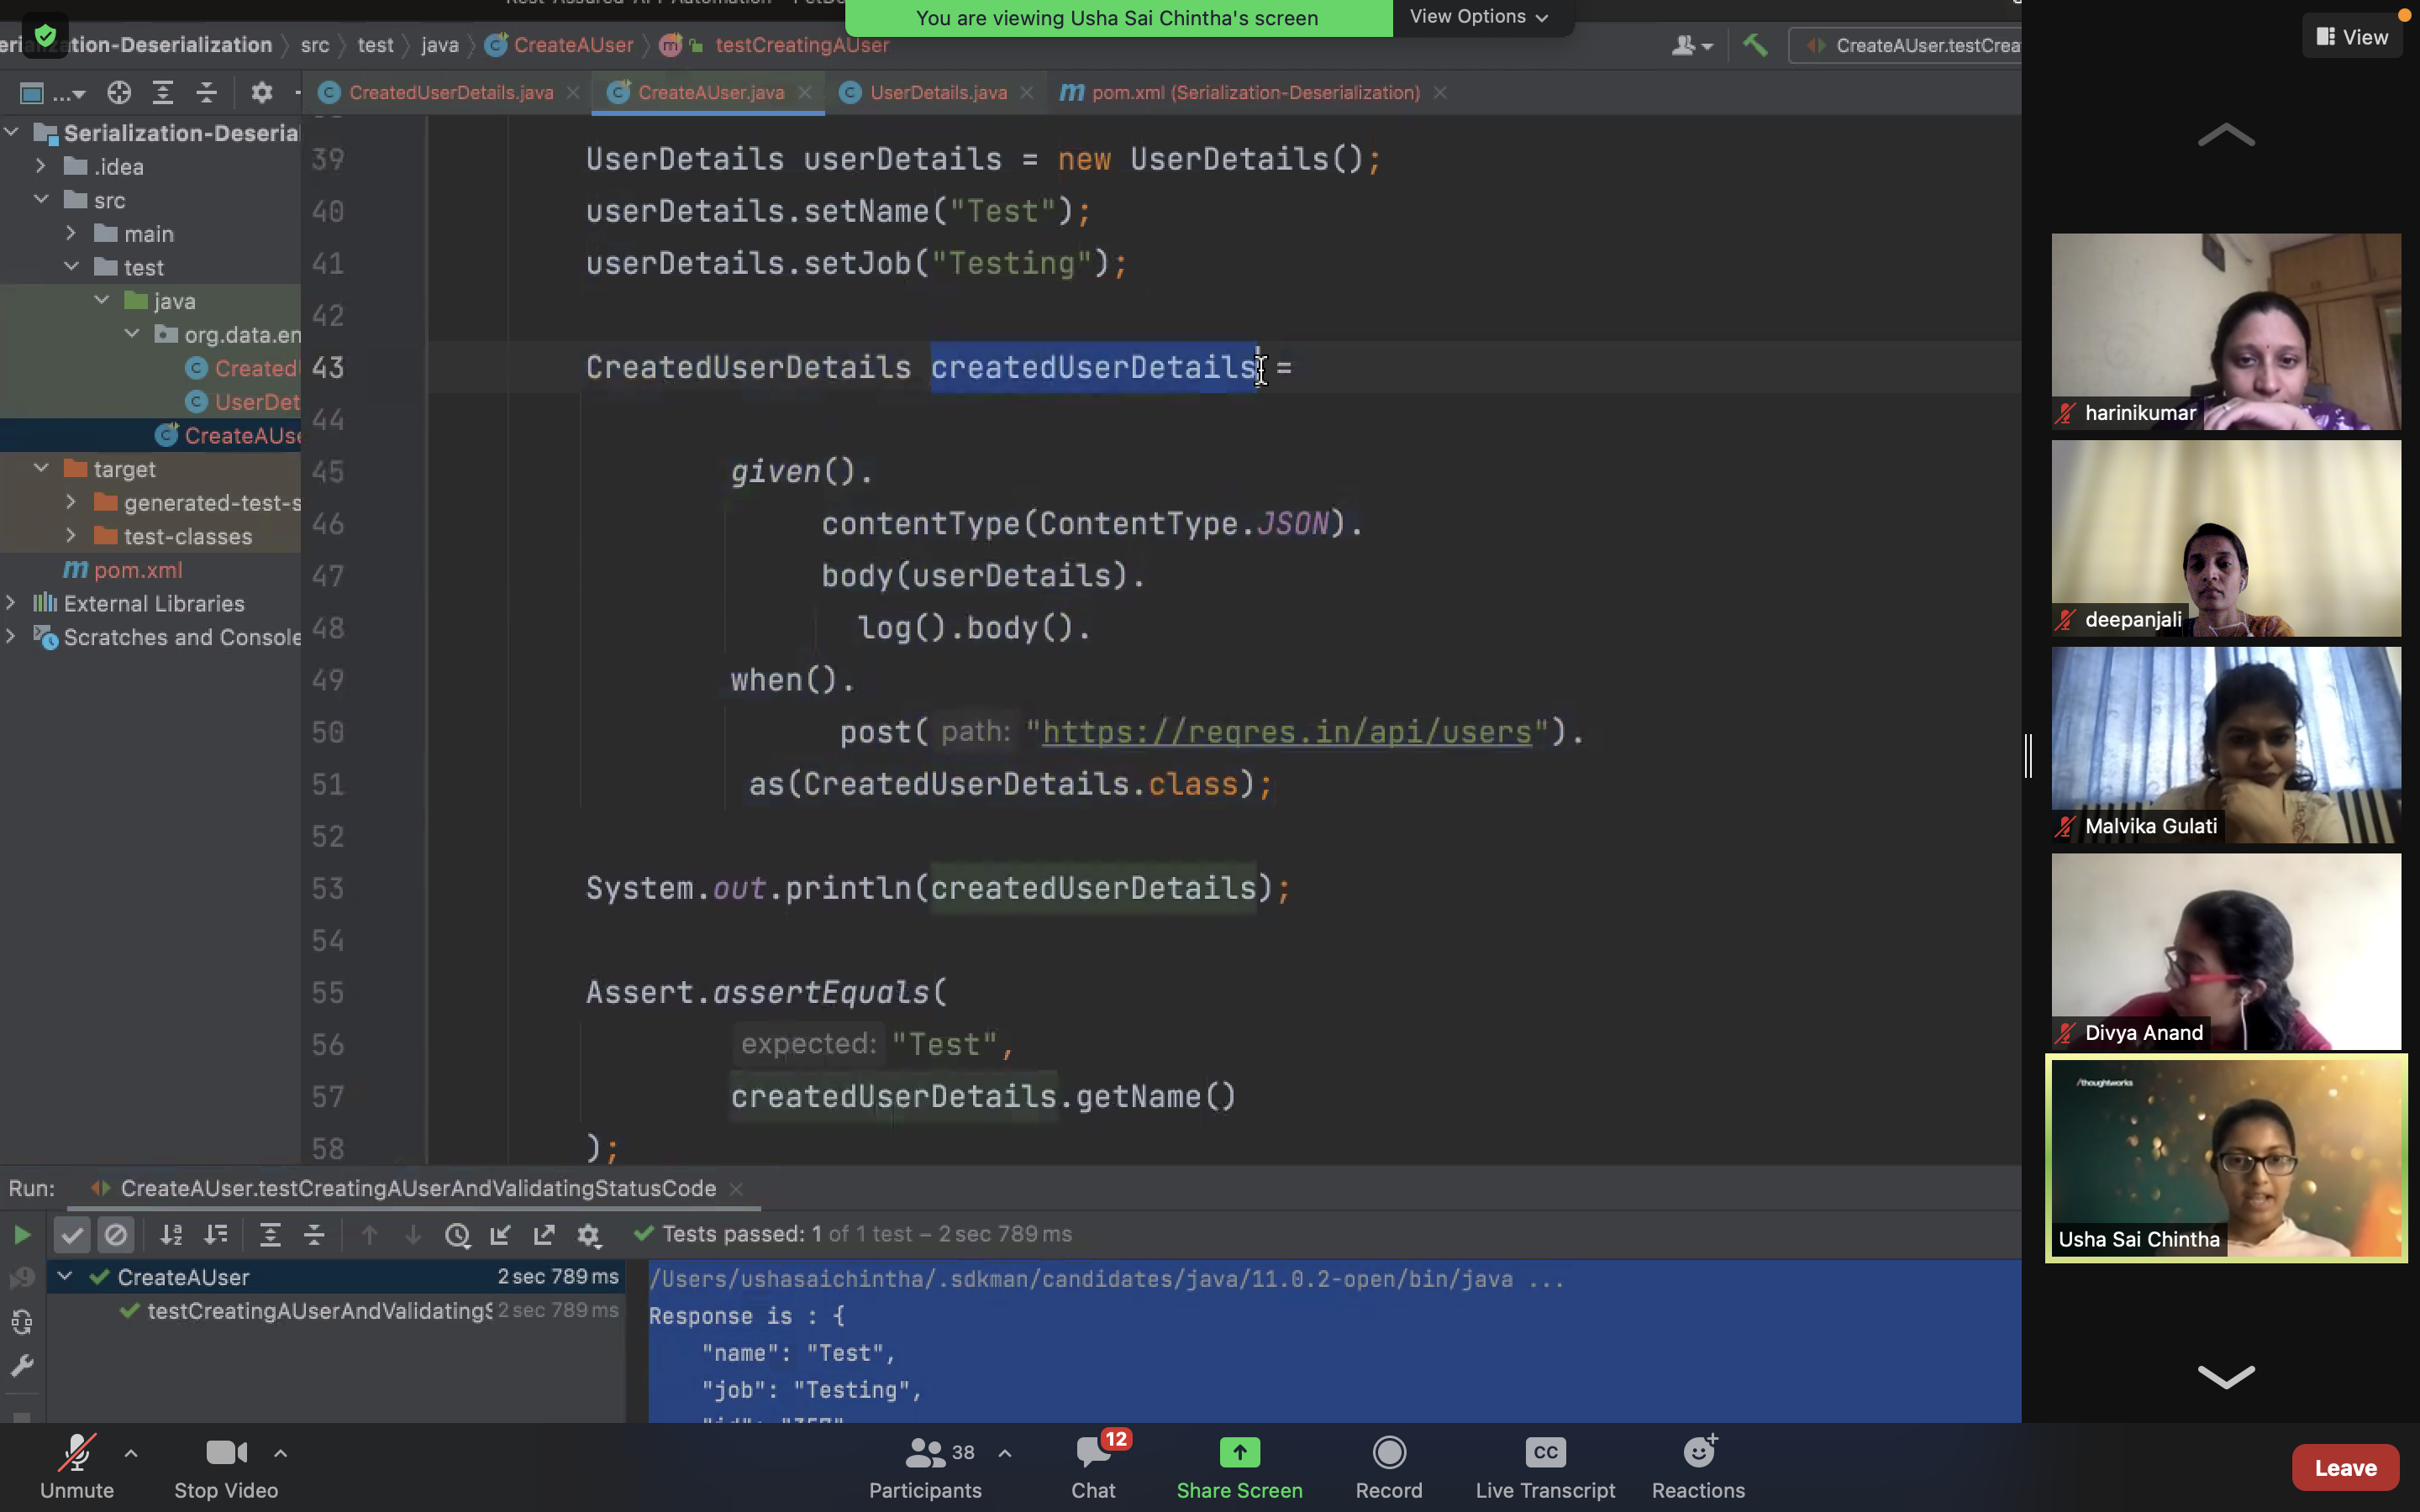 You are viewing Usha Sai Chintha's screen
View Options
View
tion-Deserialization
src
test
java
CreateAUser
testCreatingAUser
CreateAUser.testCrea
CreatedUserDetails.java
CreateAUser.java
UserDetails.java
pom.xml (Serialization-Deserialization)
Serialization-Deseria
.idea
src
main
test
java
org.data.en
Created
UserDet
CreateAUse
target
generated-test-s
test-classes
pom.xml
External Libraries
Scratches and Console
39 UserDetails userDetails = new UserDetails();
40 userDetails.setName("Test");
41 userDetails.setJob("Testing");
42
43 CreatedUserDetails createdUserDetails =
44
45 given().
46 contentType(ContentType.JSON).
47 body(userDetails).
48 log().body().
49 when().
50 post( path: "https://reqres.in/api/users").
51 as(CreatedUserDetails.class);
52
53 System.out.println(createdUserDetails);
54
55 Assert.assertEquals(
56 expected: "Test",
57 createdUserDetails.getName()
58 );
Run: CreateAUser.testCreatingAUserAndValidatingStatusCode
Tests passed: 1 of 1 test – 2 sec 789 ms
CreateAUser 2 sec 789 ms
testCreatingAUserAndValidatingS 2 sec 789 ms
/Users/ushasaichintha/.sdkman/candidates/java/11.0.2-open/bin/java ...
Response is : {
"name": "Test",
"job": "Testing",
harinikumar
deepanjali
Malvika Gulati
Divya Anand
/thoughtworks
Usha Sai Chintha
Unmute
Stop Video
38
Participants
12
Chat
Share Screen
Record
CC
Live Transcript
Reactions
Leave